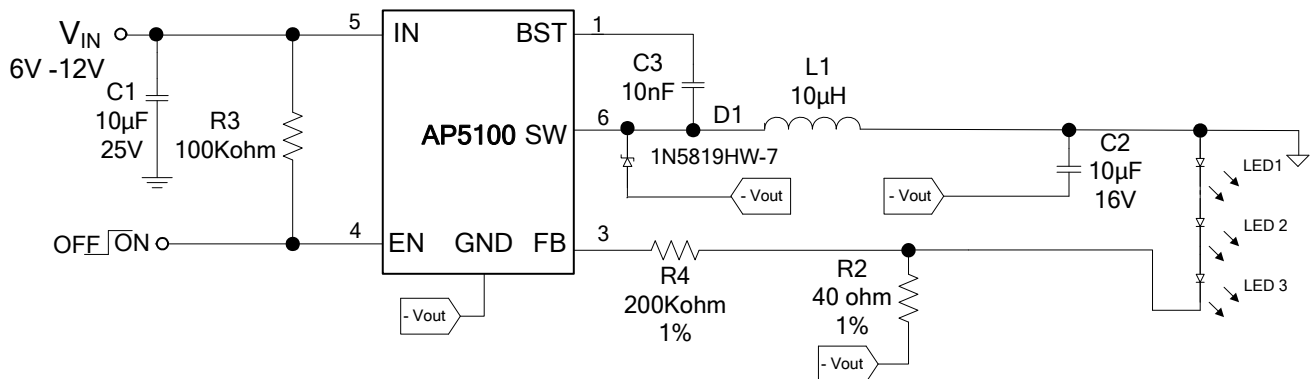 VIN
6V -12V
C1
10µF
25V
R3
100Kohm
OFF ON
5
4
IN
BST
AP5100 SW
EN GND FB
1
6
3
C3
10nF
D1
1N5819HW-7
L1
10µH
- Vout
- Vout
- Vout
- Vout
C2
10µF
16V
R4
200Kohm
1%
R2
40 ohm
1%
LED1
LED 2
LED 3